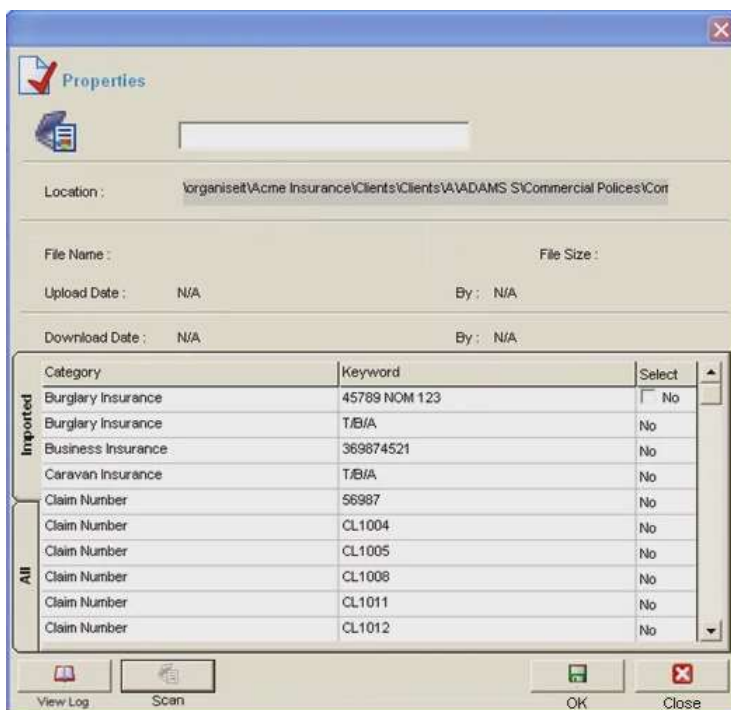 Properties
Location : \organiseit\Acme Insurance\Clients\Clients\A\ADAMS S\Commercial Polices\Com
File Name : File Size :
Upload Date : N/A By : N/A
Download Date : N/A By : N/A
Imported
All
Category Keyword Select
Burglary Insurance 45789 NOM 123 No
Burglary Insurance T/B/A No
Business Insurance 369874521 No
Caravan Insurance T/B/A No
Claim Number 56987 No
Claim Number CL1004 No
Claim Number CL1005 No
Claim Number CL1008 No
Claim Number CL1011 No
Claim Number CL1012 No
View Log Scan OK Close